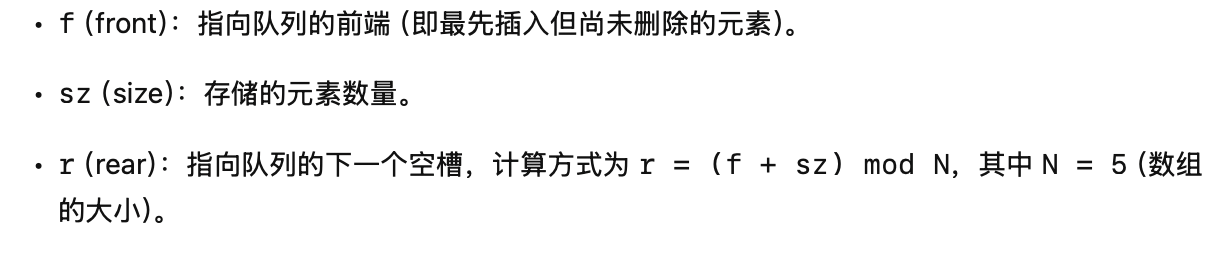 • f (front)：指向队列的前端 (即最先插入但尚未删除的元素)。
• sz (size)：存储的元素数量。
• r (rear)：指向队列的下一个空槽，计算方式为 r = (f + sz) mod N，其中 N = 5 (数组
的大小)。